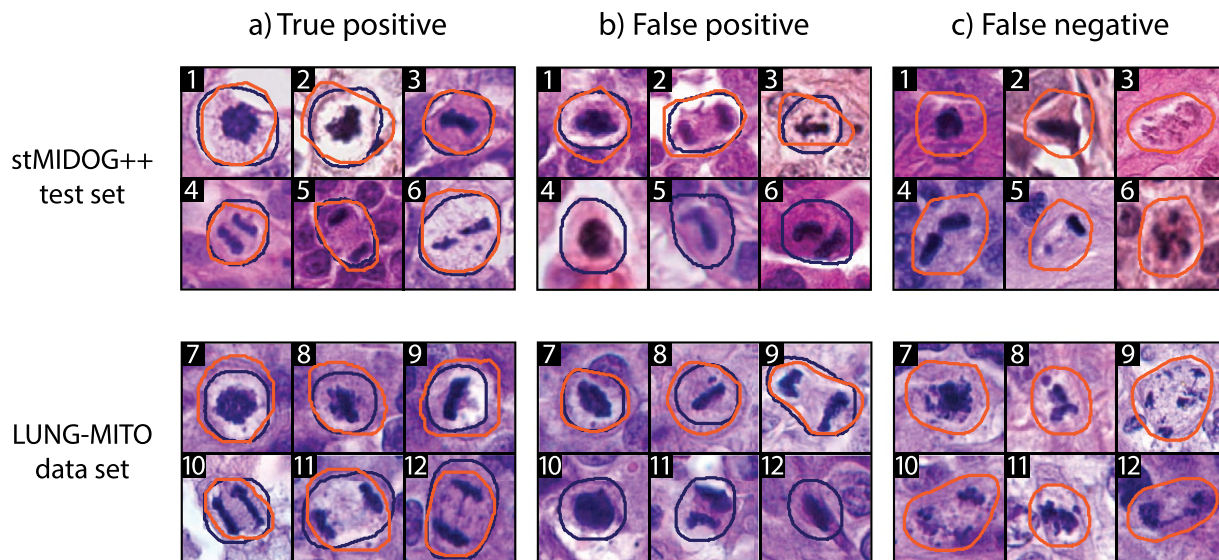 a) True positive
b) False positive
c) False negative
stMIDOG++
test set
1 2 3
4 5 6
1 2 3
4 5 6
1 2 3
4 5 6
LUNG-MITO
data set
7 8 9
10 11 12
7 8 9
10 11 12
7 8 9
10 11 12